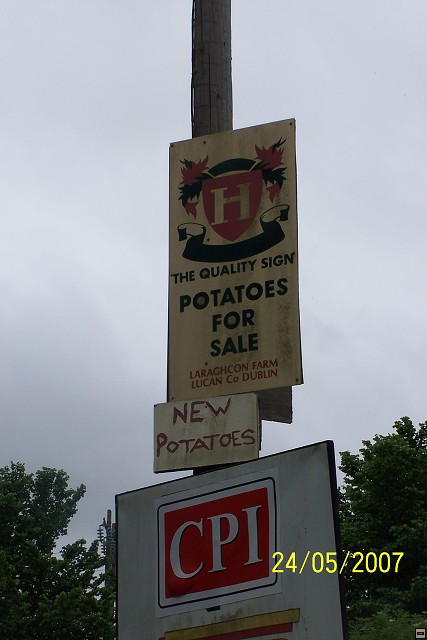 H
"THE QUALITY SIGN"
POTATOES
FOR
SALE
LARAGHCON FARM
LUCAN Co DUBLIN
NEW
POTATOES
CPI
24/05/2007